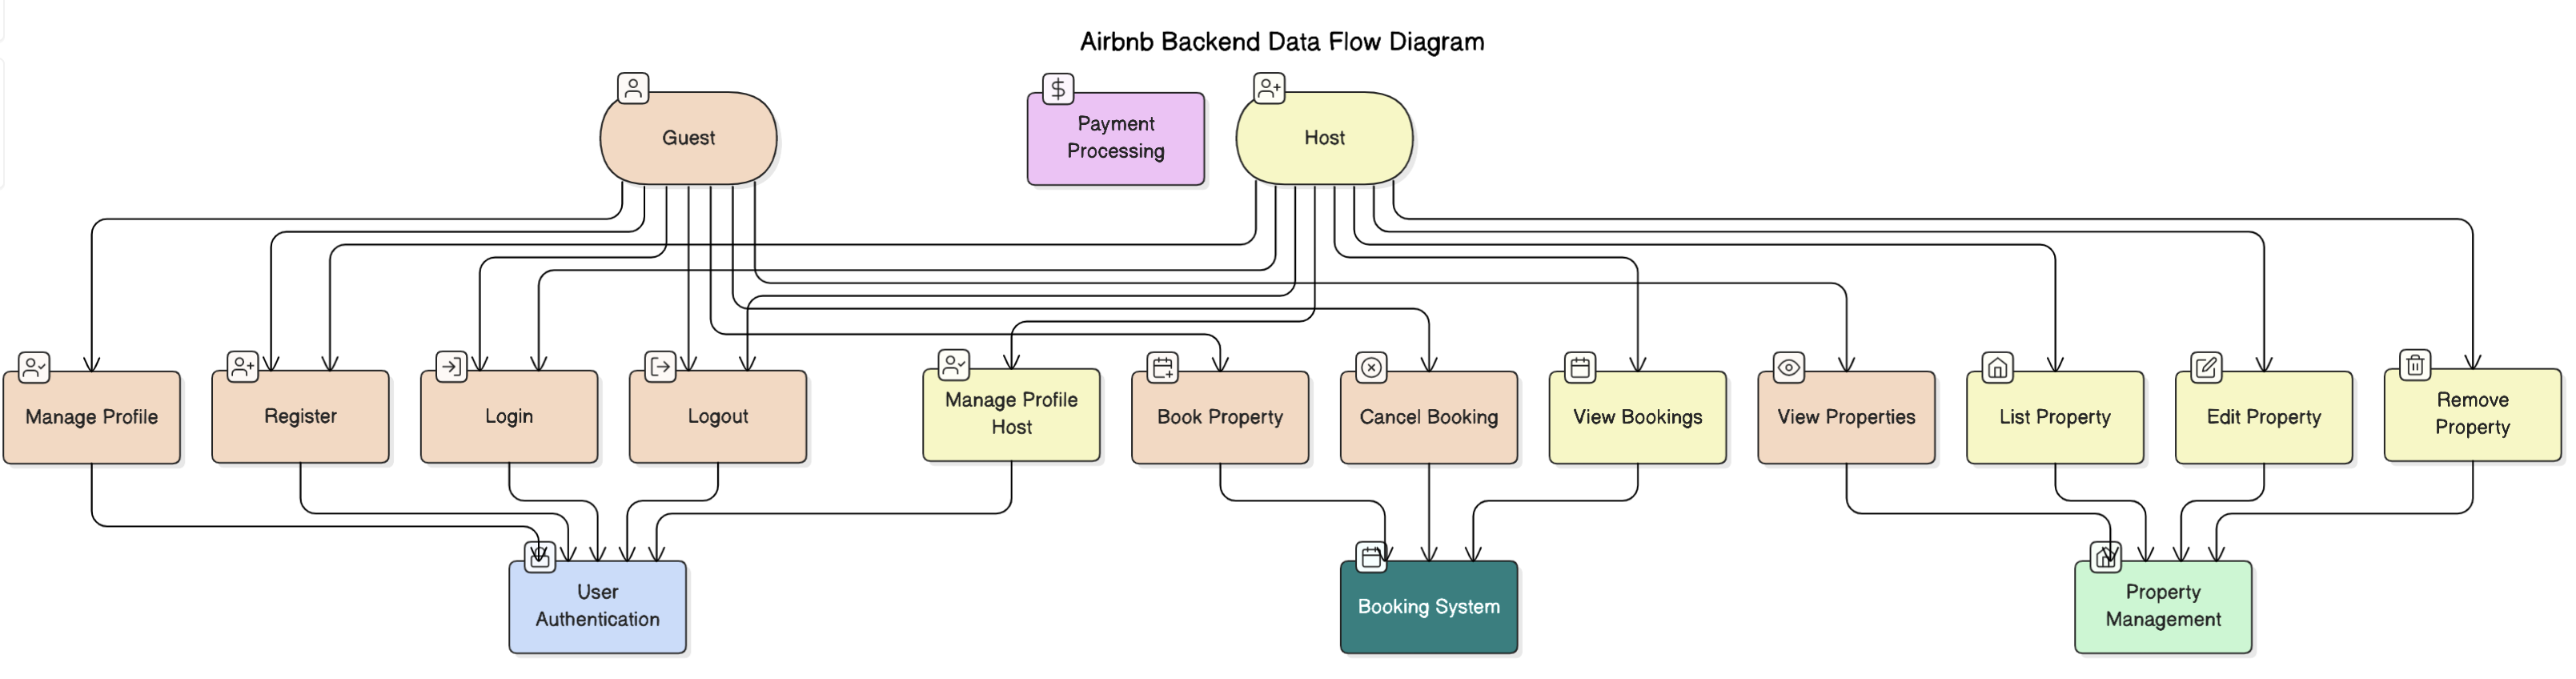 Airbnb Backend Data Flow Diagram
Guest
Payment
Processing
Host
Manage Profile
Register
Login
Logout
Manage Profile
Host
Book Property
Cancel Booking
View Bookings
View Properties
List Property
Edit Property
Remove
Property
User
Authentication
Booking System
Property
Management